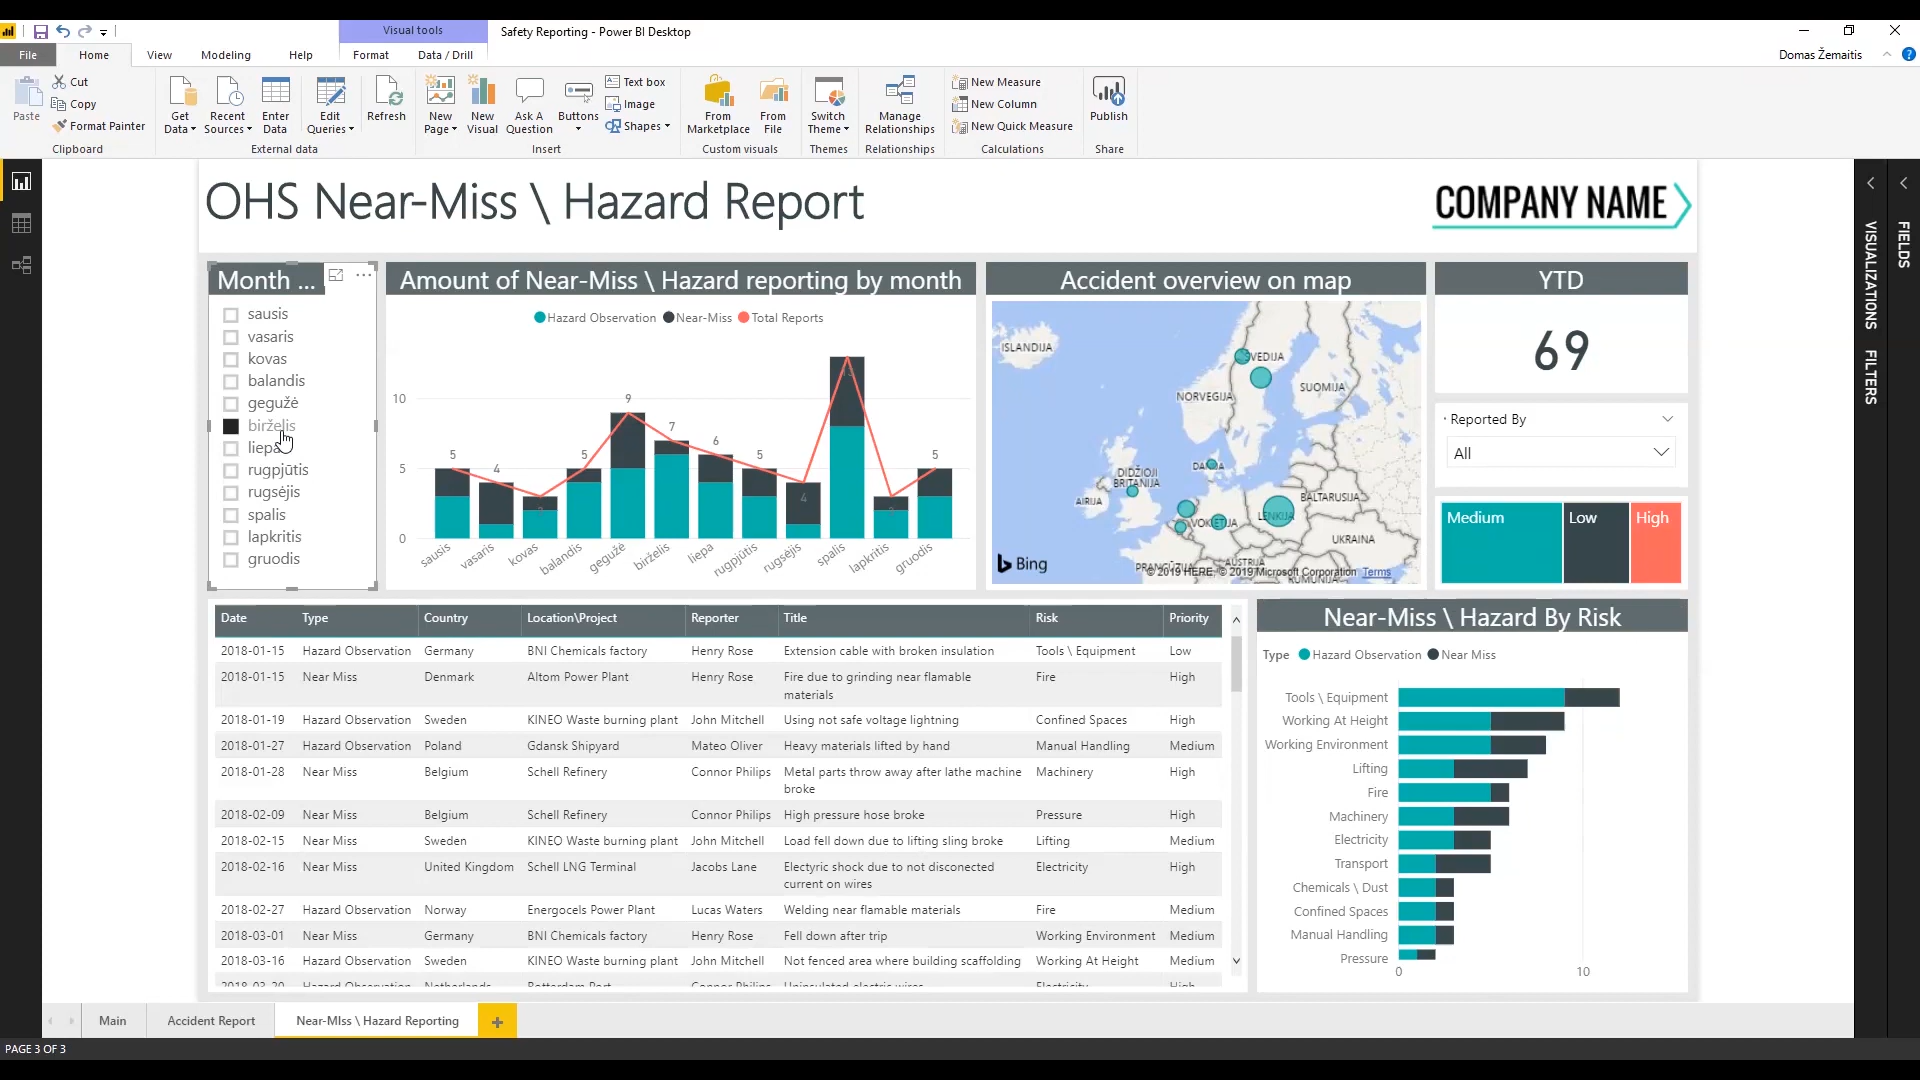 Visual tools
Safety Reporting - Power BI Desktop
File
Home
View
Modeling
Help
Format
Data / Drill
Domas Žemaitis
Paste
Cut
Copy
Format Painter
Clipboard
Get Data
Recent Sources
Enter Data
Edit Queries
Refresh
External data
New Page
New Visual
Ask A Question
Buttons
Text box
Image
Shapes
Insert
From Marketplace
From File
Custom visuals
Switch Theme
Themes
Manage Relationships
Relationships
New Measure
New Column
New Quick Measure
Calculations
Publish
Share
OHS Near-Miss \ Hazard Report
COMPANY NAME
Month ...
sausis
vasaris
kovas
balandis
gegužė
birželis
liepa
rugpjūtis
rugsėjis
spalis
lapkritis
gruodis
Amount of Near-Miss \ Hazard reporting by month
Hazard Observation Near-Miss Total Reports
10
5
0
5
4
5
9
7
6
5
4
5
sausis
vasaris
kovas
balandis
gegužė
birželis
liepa
rugpjūtis
rugsėjis
spalis
lapkritis
gruodis
Accident overview on map
ISLANDIJA
ŠVEDIJA
SUOMIJA
NORVEGIJA
DANIJA
DIDŽIOJI BRITANIJA
AIRIJA
BALTARUSIJA
LENKIJA
VOKIETIJA
UKRAINA
AUSTRIJA
RUMUNIJA
Bing
© 2019 HERE, © 2019 Microsoft Corporation Terms
YTD
69
Reported By
All
Medium
Low
High
Date Type Country Location\Project Reporter Title Risk Priority
2018-01-15 Hazard Observation Germany BNI Chemicals factory Henry Rose Extension cable with broken insulation Tools \ Equipment Low
2018-01-15 Near Miss Denmark Altom Power Plant Henry Rose Fire due to grinding near flamable materials Fire High
2018-01-19 Hazard Observation Sweden KINEO Waste burning plant John Mitchell Using not safe voltage lightning Confined Spaces High
2018-01-27 Hazard Observation Poland Gdansk Shipyard Mateo Oliver Heavy materials lifted by hand Manual Handling Medium
2018-01-28 Near Miss Belgium Schell Refinery Connor Philips Metal parts throw away after lathe machine broke Machinery High
2018-02-09 Near Miss Belgium Schell Refinery Connor Philips High pressure hose broke Pressure High
2018-02-15 Near Miss Sweden KINEO Waste burning plant John Mitchell Load fell down due to lifting sling broke Lifting Medium
2018-02-16 Near Miss United Kingdom Schell LNG Terminal Jacobs Lane Electyric shock due to not disconected current on wires Electricity High
2018-02-27 Hazard Observation Norway Energocels Power Plant Lucas Waters Welding near flamable materials Fire Medium
2018-03-01 Near Miss Germany BNI Chemicals factory Henry Rose Fell down after trip Working Environment Medium
2018-03-16 Hazard Observation Sweden KINEO Waste burning plant John Mitchell Not fenced area where building scaffolding Working At Height Medium
Near-Miss \ Hazard By Risk
Type Hazard Observation Near Miss
Tools \ Equipment
Working At Height
Working Environment
Lifting
Fire
Machinery
Electricity
Transport
Chemicals \ Dust
Confined Spaces
Manual Handling
Pressure
0
10
VISUALIZATIONS
FILTERS
FIELDS
Main
Accident Report
Near-MIss \ Hazard Reporting
PAGE 3 OF 3